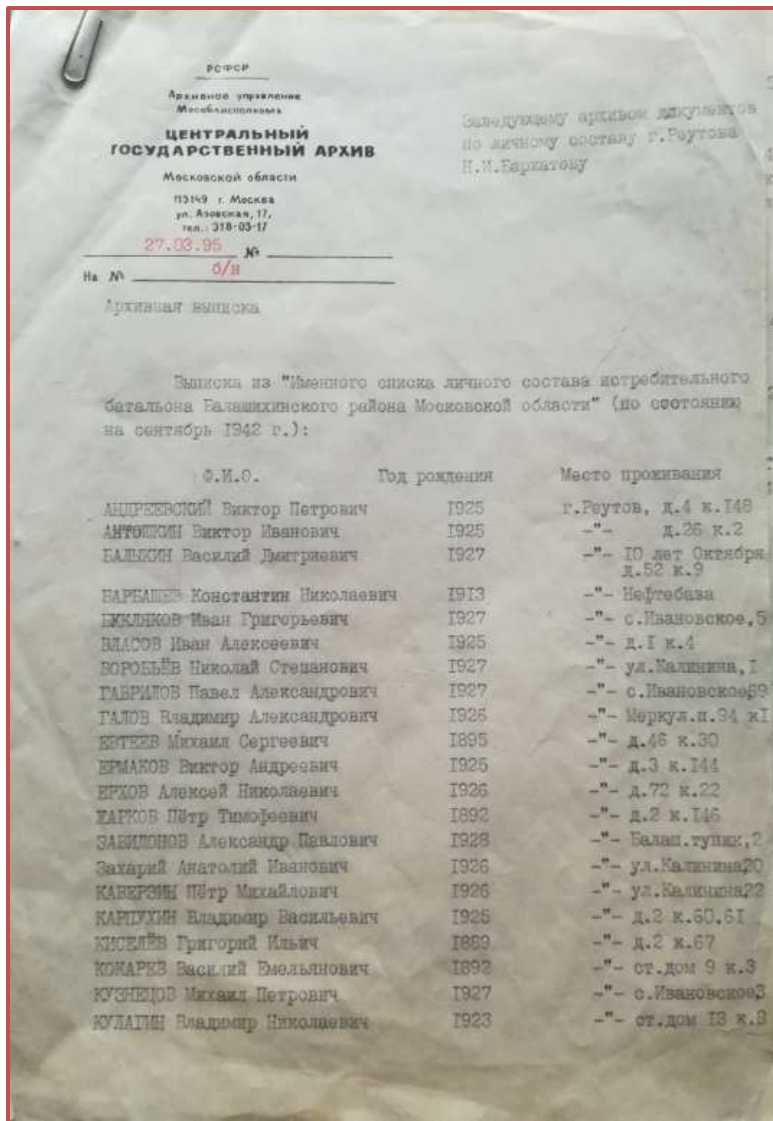 РСФСР
Архивное управление
Мособлисполкома
ЦЕНТРАЛЬНЫЙ
ГОСУДАРСТВЕННЫЙ АРХИВ
Московской области
113149 г. Москва
ул. Азовская, 17,
тел.: 318-03-17
27.03.95 №
На № б/н
Заведующему архивом документов
по личному составу г.Реутова
Н.И.Бархатову
Архивная выписка
Выписка из "Именного списка личного состава истребительного
батальона Балашихинского района Московской области" (по состоянию
на сентябрь 1942 г.):
Ф.И.О. Год рождения Место проживания
АНДРЕЕВСКИЙ Виктор Петрович 1925 г.Реутов, д.4 к.148
АНТОШКИН Виктор Иванович 1925 -"- д.26 к.2
БАЛЫКИН Василий Дмитриевич 1927 -"- 10 лет Октября
д.52 к.9
БАРБАШЕВ Константин Николаевич 1913 -"- Нефтебаза
Иван Григорьевич 1927 -"- с.Ивановское,5
ВЛАСОВ Иван Алексеевич 1925 -"- д.1 к.4
ВОРОБЬЁВ Николай Степанович 1927 -"- ул.Калинина,1
ГАВРИЛОВ Павел Александрович 1927 -"- с.Ивановское69
ГАЛОВ Владимир Александрович 1926 -"- Меркул.п.94 к1
ЕВТЕЕВ Михаил Сергеевич 1895 -"- д.46 к.30
ЕРМАКОВ Виктор Андреевич 1925 -"- д.3 к.144
ЕРХОВ Алексей Николаевич 1926 -"- д.72 к.22
ЖАРКОВ Пётр Тимофеевич 1892 -"- д.2 к.146
ЗАВИДОНОВ Александр Павлович 1928 -"- Балаш.тупик,2
Захарий Анатолий Иванович 1926 -"- ул.Калинина20
КАВЕРЗИН Пётр Михайлович 1926 -"- ул.Калинина22
КАРПУХИН Владимир Васильевич 1925 -"- д.2 к.60,61
КИСЕЛЁВ Григорий Ильич 1889 -"- д.2 к.67
КОКАРЕВ Василий Емельянович 1892 -"- ст.дом 9 к.3
КУЗНЕЦОВ Михаил Петрович 1927 -"- с.Ивановское3
КУЛАГИН Владимир Николаевич 1923 -"- ст.дом 13 к.8